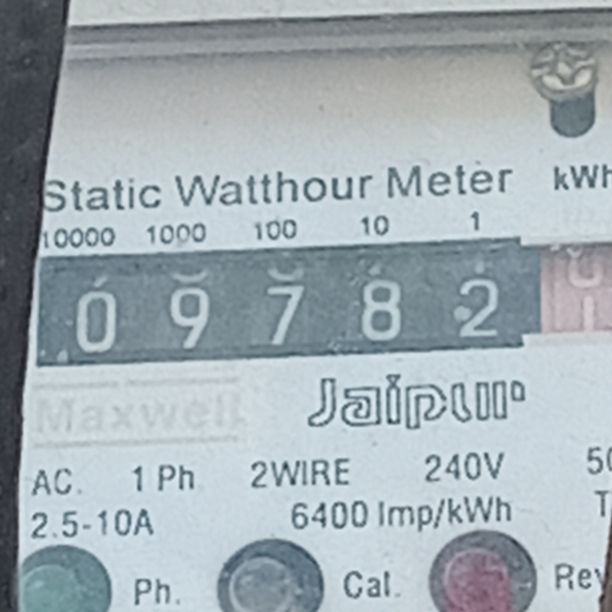 Static Watthour Meter kWh
10000 1000 100 10 1
0 9 7 8 2
Maxwell
Jaipur
AC. 1 Ph 2WIRE 240V
2.5-10A 6400 Imp/kWh
Ph. Cal. Rev